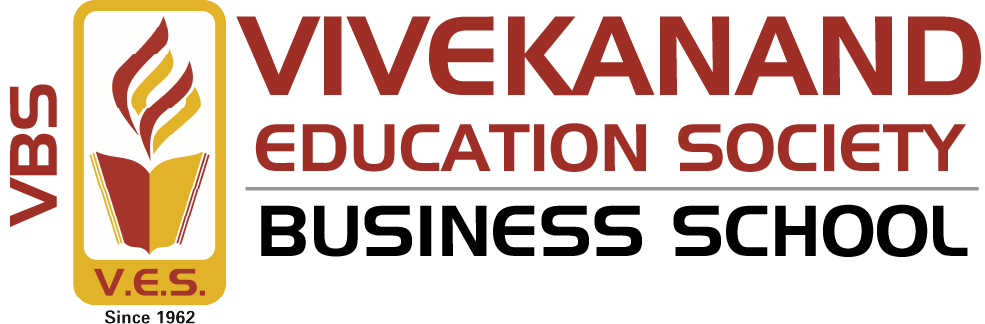 VBS
V.E.S.
Since 1962
VIVEKANAND
EDUCATION SOCIETY
BUSINESS SCHOOL